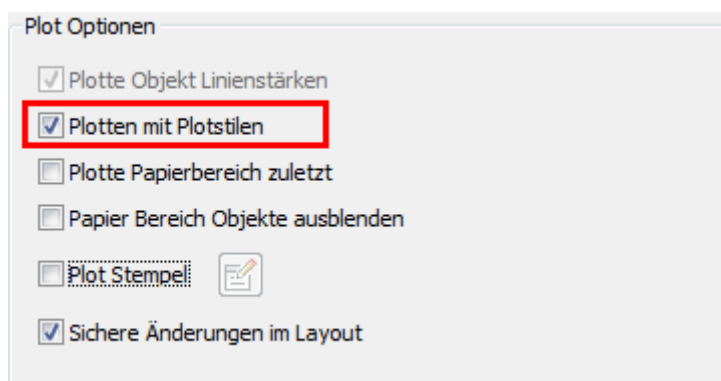 Plot Optionen
Plotte Objekt Linienstärken
Plotten mit Plotstilen
Plotte Papierbereich zuletzt
Papier Bereich Objekte ausblenden
Plot Stempel
Sichere Änderungen im Layout